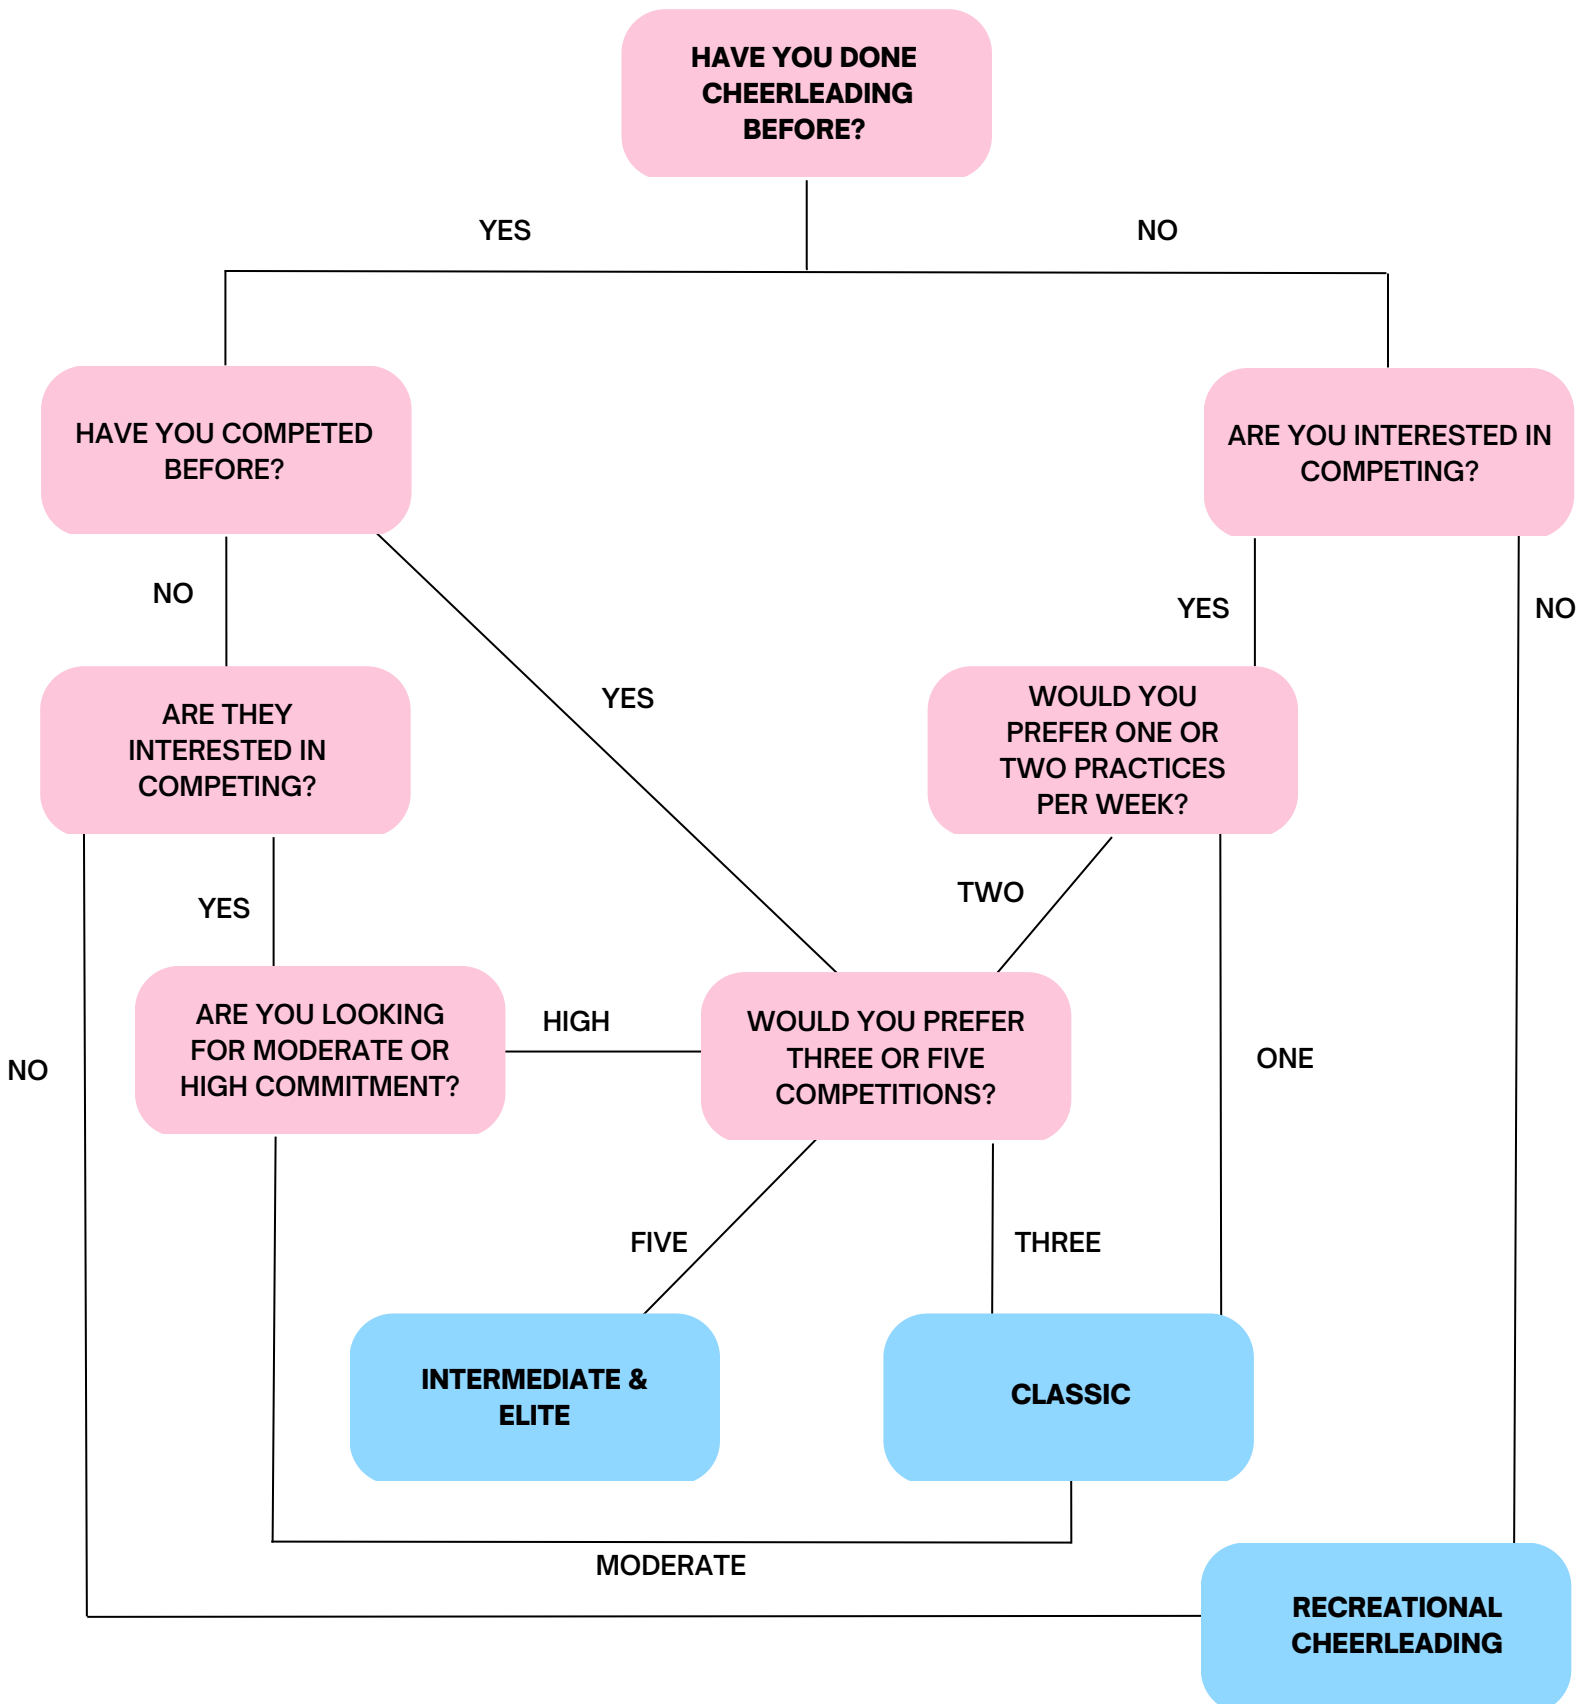 HAVE YOU DONE
CHEERLEADING
BEFORE?
YES
NO
HAVE YOU COMPETED
BEFORE?
ARE YOU INTERESTED IN
COMPETING?
NO
YES
NO
ARE THEY
INTERESTED IN
COMPETING?
YES
WOULD YOU
PREFER ONE OR
TWO PRACTICES
PER WEEK?
YES
TWO
ARE YOU LOOKING
FOR MODERATE OR
HIGH COMMITMENT?
HIGH
WOULD YOU PREFER
THREE OR FIVE
COMPETITIONS?
NO
ONE
FIVE
THREE
INTERMEDIATE &
ELITE
CLASSIC
MODERATE
RECREATIONAL
CHEERLEADING